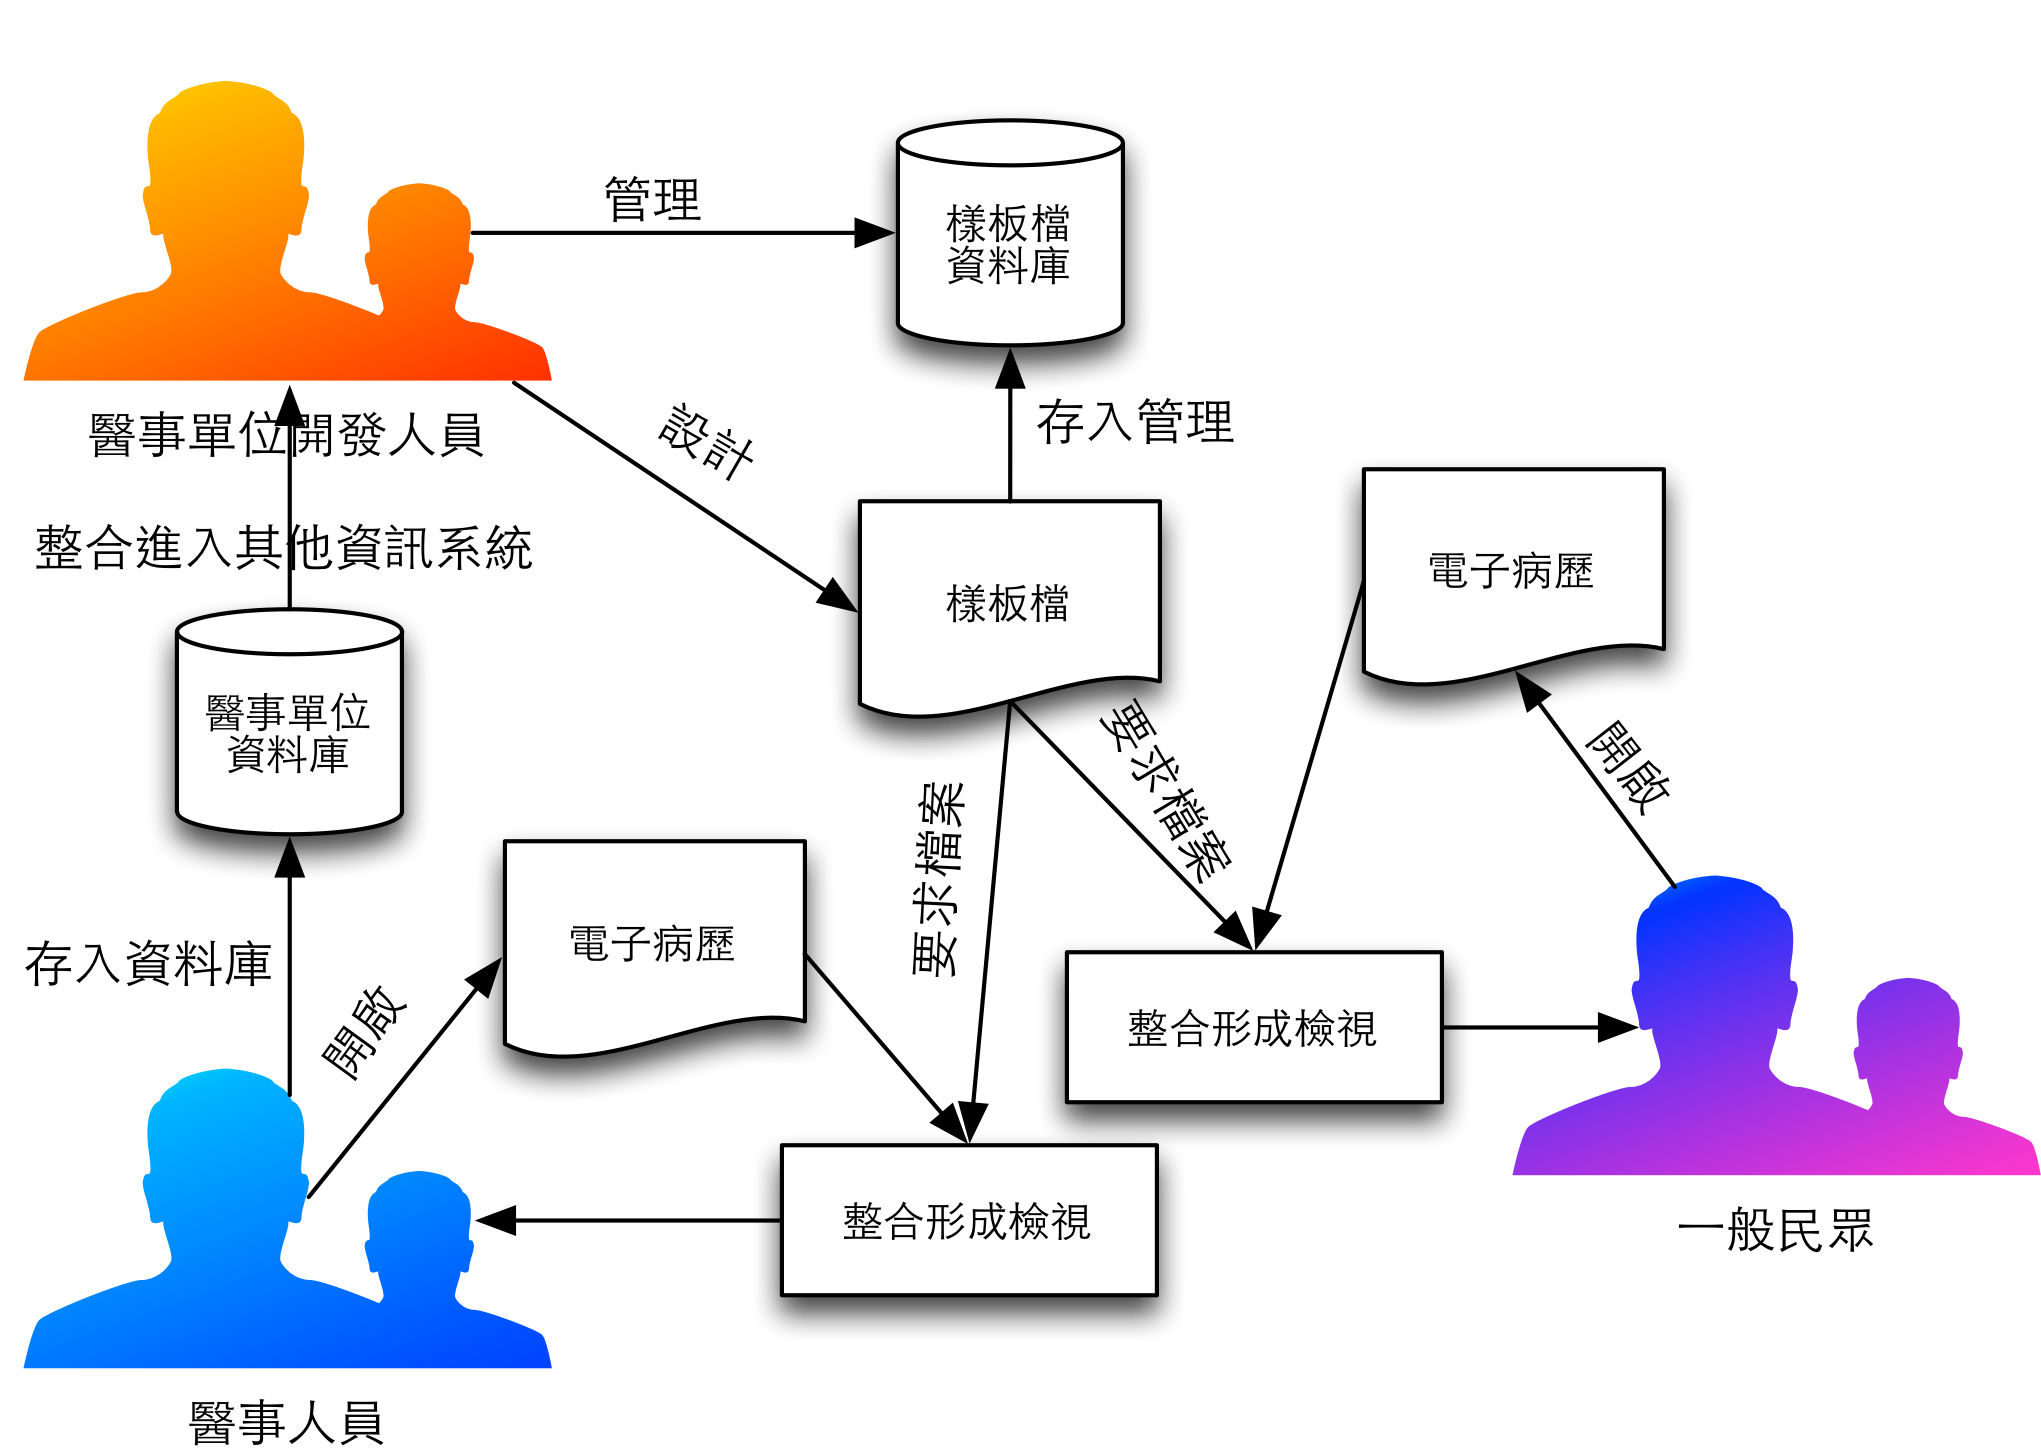 管理
樣板檔
資料庫
醫事單位開發人員
設計
存入管理
整合進入其他資訊系統
樣板檔
電子病歷
醫事單位
資料庫
要求檔案
開啟
要求檔案
電子病歷
存入資料庫
開啟
整合形成檢視
整合形成檢視
一般民眾
醫事人員